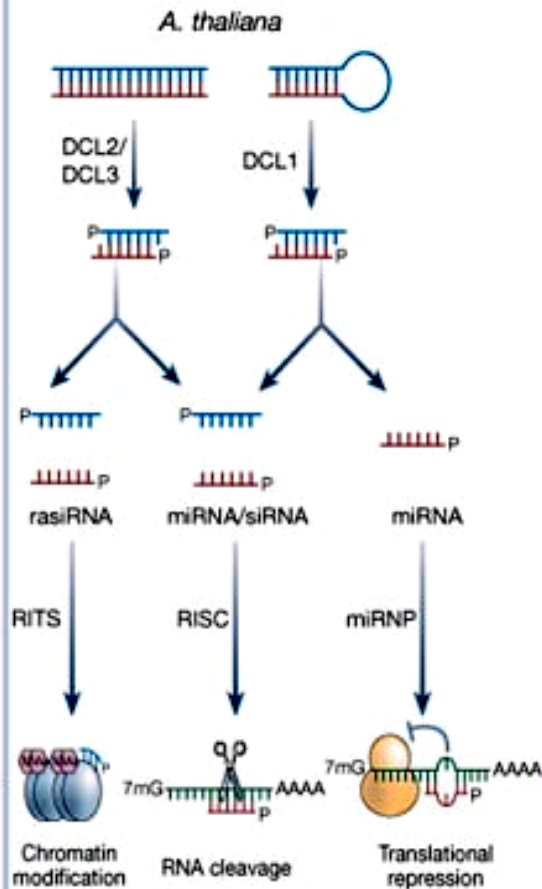 A. thaliana
DCL2/
DCL3
DCL1
P
P
P
P
P
P
P
P
P
rasiRNA
miRNA/siRNA
miRNA
RITS
RISC
miRNP
P
7mG
AAAA
P
7mG
AAAA
P
Chromatin
modification
RNA cleavage
Translational
repression